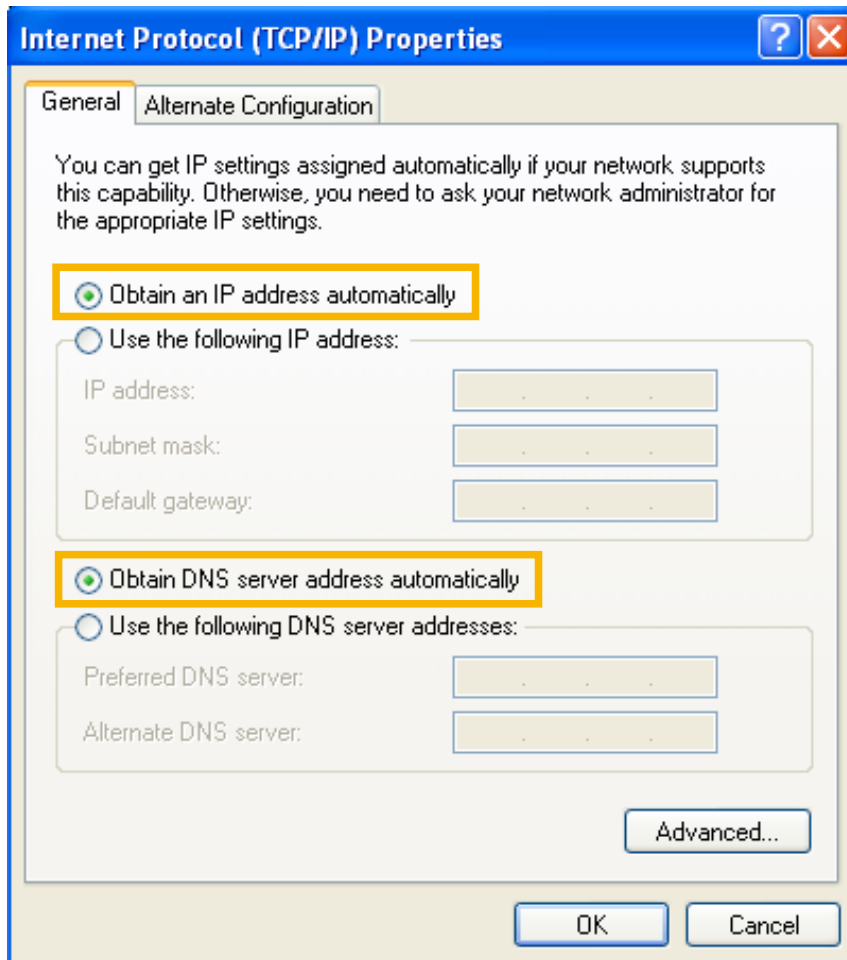 Internet Protocol (TCP/IP) Properties
General
Alternate Configuration
You can get IP settings assigned automatically if your network supports
this capability. Otherwise, you need to ask your network administrator for
the appropriate IP settings.
Obtain an IP address automatically
Use the following IP address:
IP address:
Subnet mask:
Default gateway:
Obtain DNS server address automatically
Use the following DNS server addresses:
Preferred DNS server:
Alternate DNS server:
Advanced...
OK
Cancel